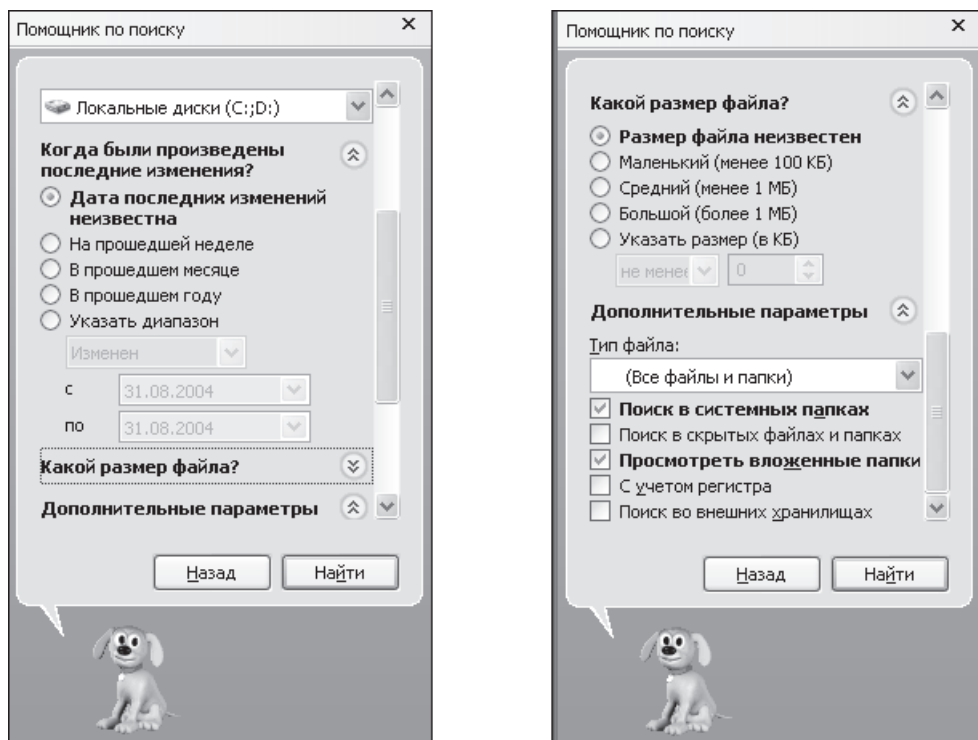 Помощник по поиску
Локальные диски (C:;D:)
Когда были произведены
последние изменения?
Дата последних изменений
неизвестна
На прошедшей неделе
В прошедшем месяце
В прошедшем году
Указать диапазон
Изменен
с 31.08.2004
по 31.08.2004
Какой размер файла?
Дополнительные параметры
Назад Найти
Помощник по поиску
Какой размер файла?
Размер файла неизвестен
Маленький (менее 100 КБ)
Средний (менее 1 МБ)
Большой (более 1 МБ)
Указать размер (в КБ)
не менее 0
Дополнительные параметры
Тип файла:
(Все файлы и папки)
Поиск в системных папках
Поиск в скрытых файлах и папках
Просмотреть вложенные папки
С учетом регистра
Поиск во внешних хранилищах
Назад Найти